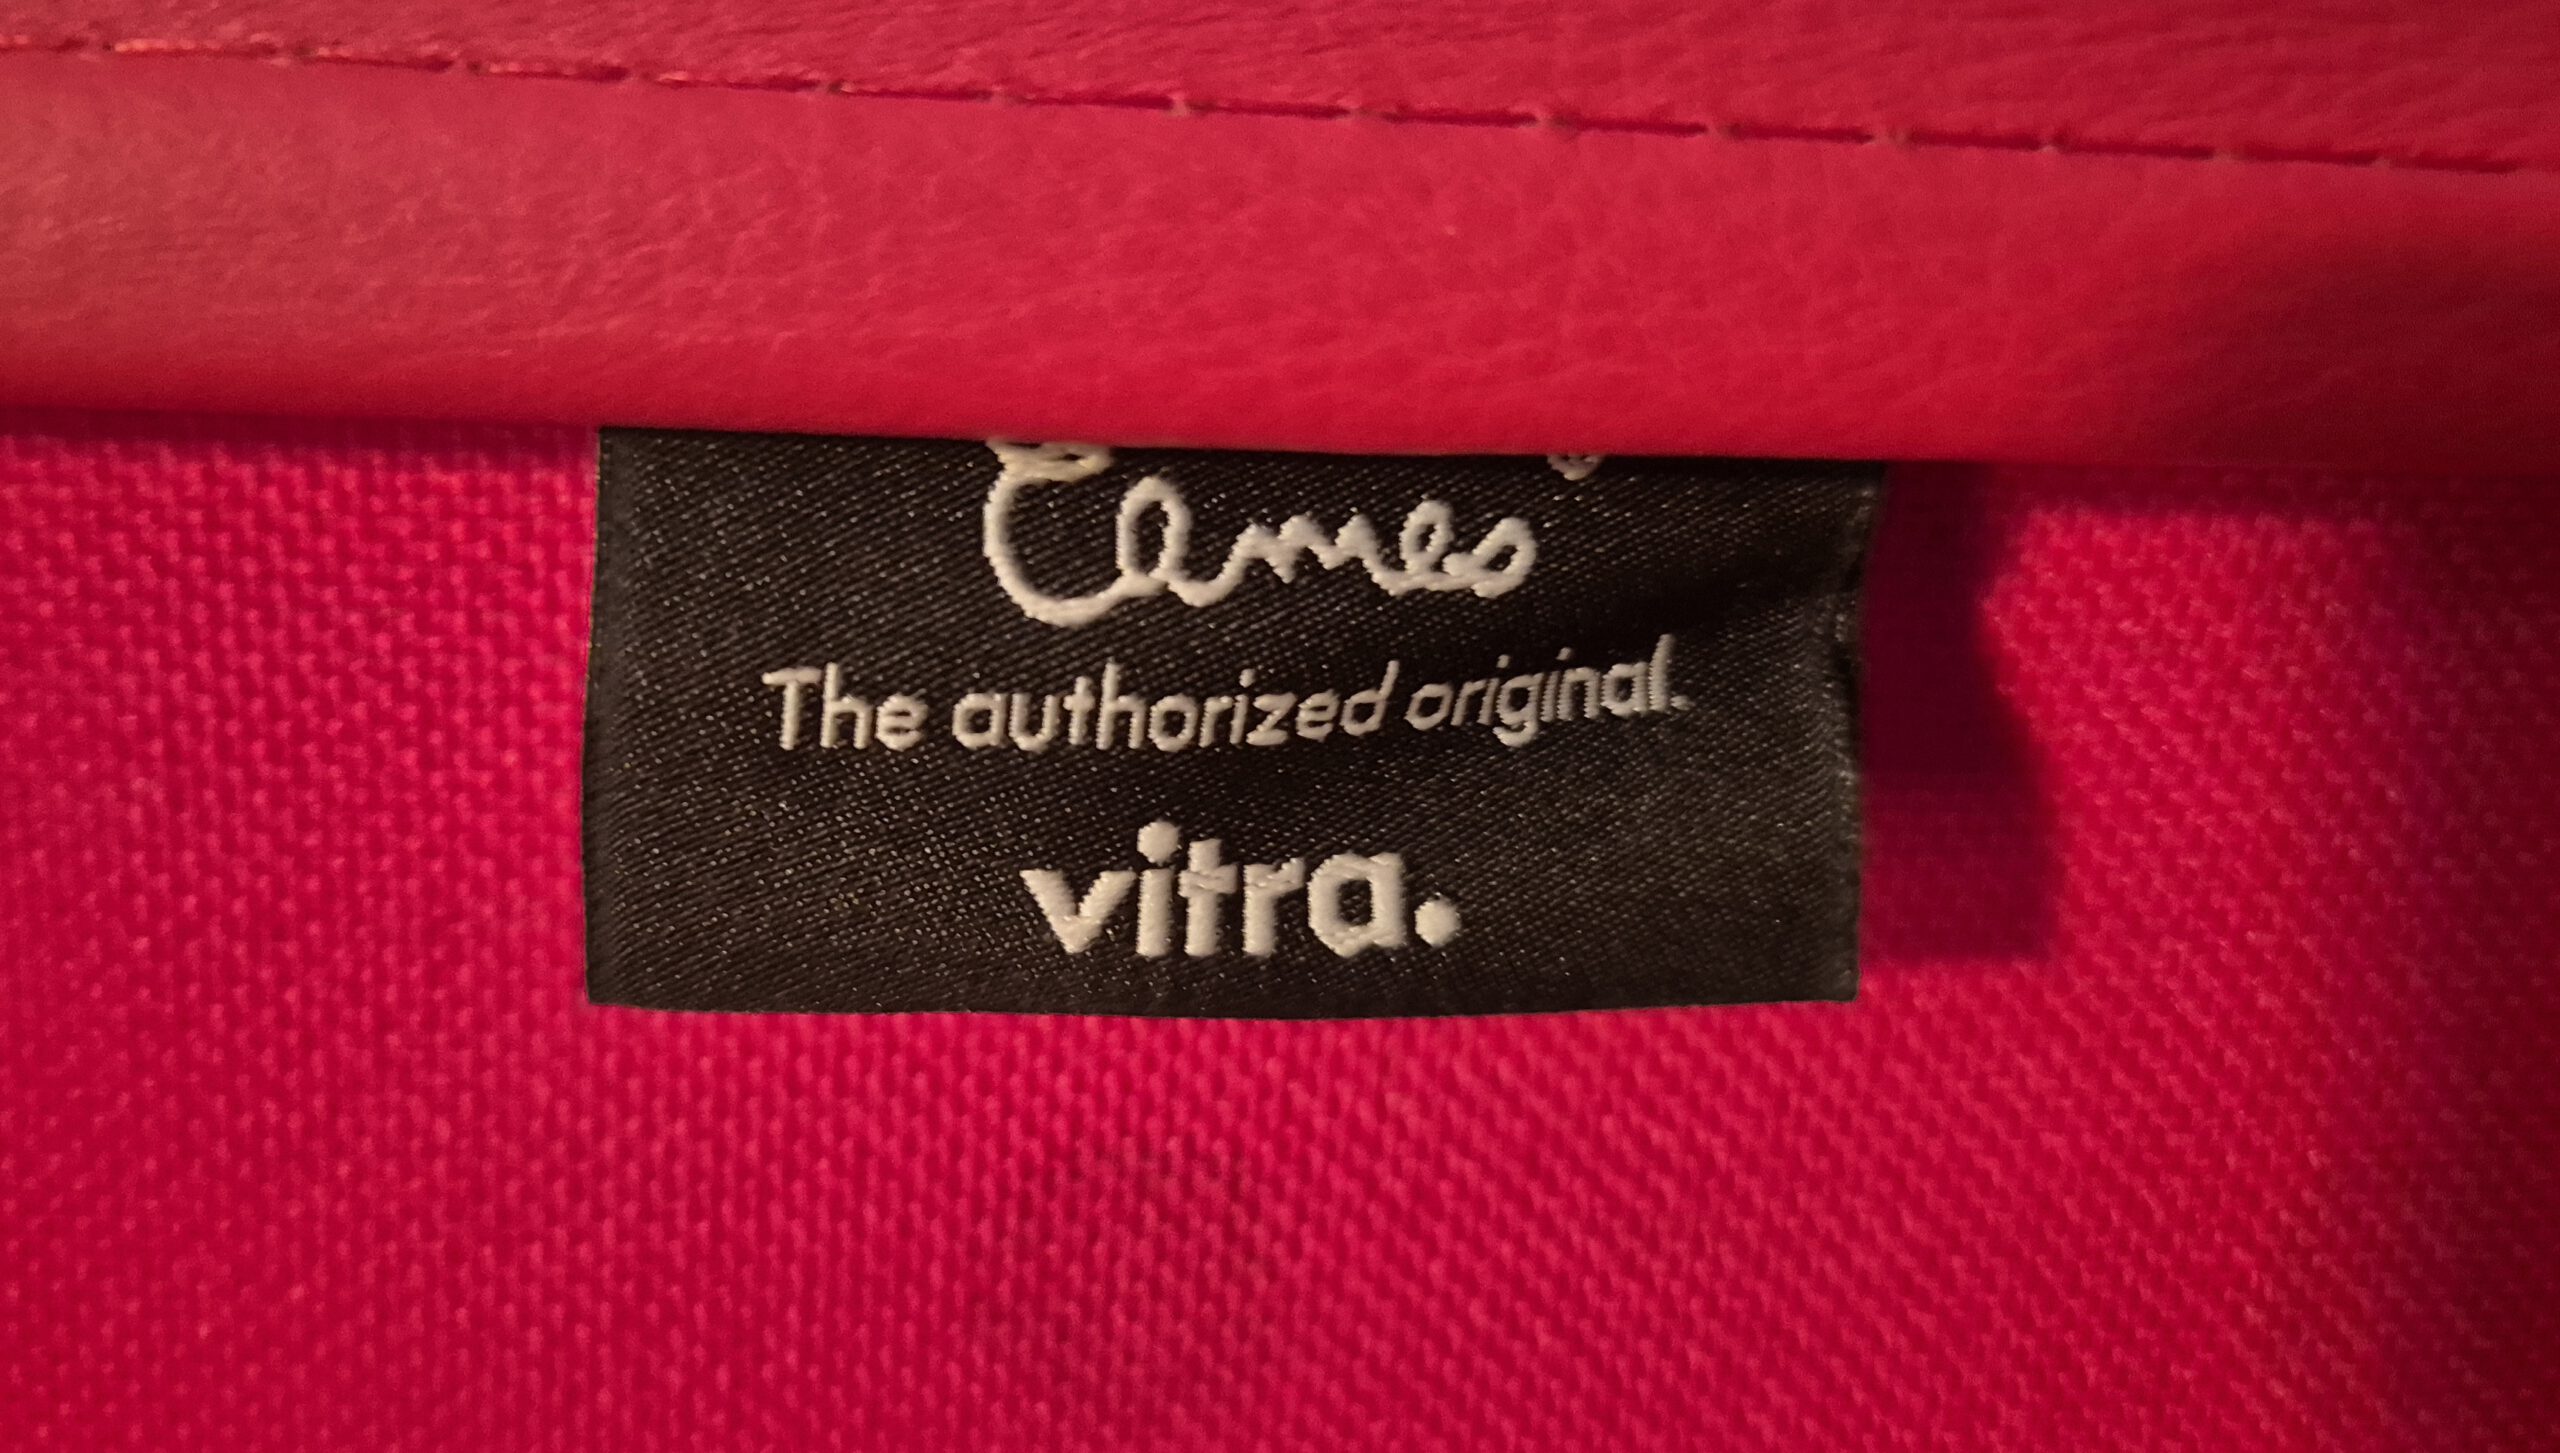 Eames
The authorized original.
vitra.